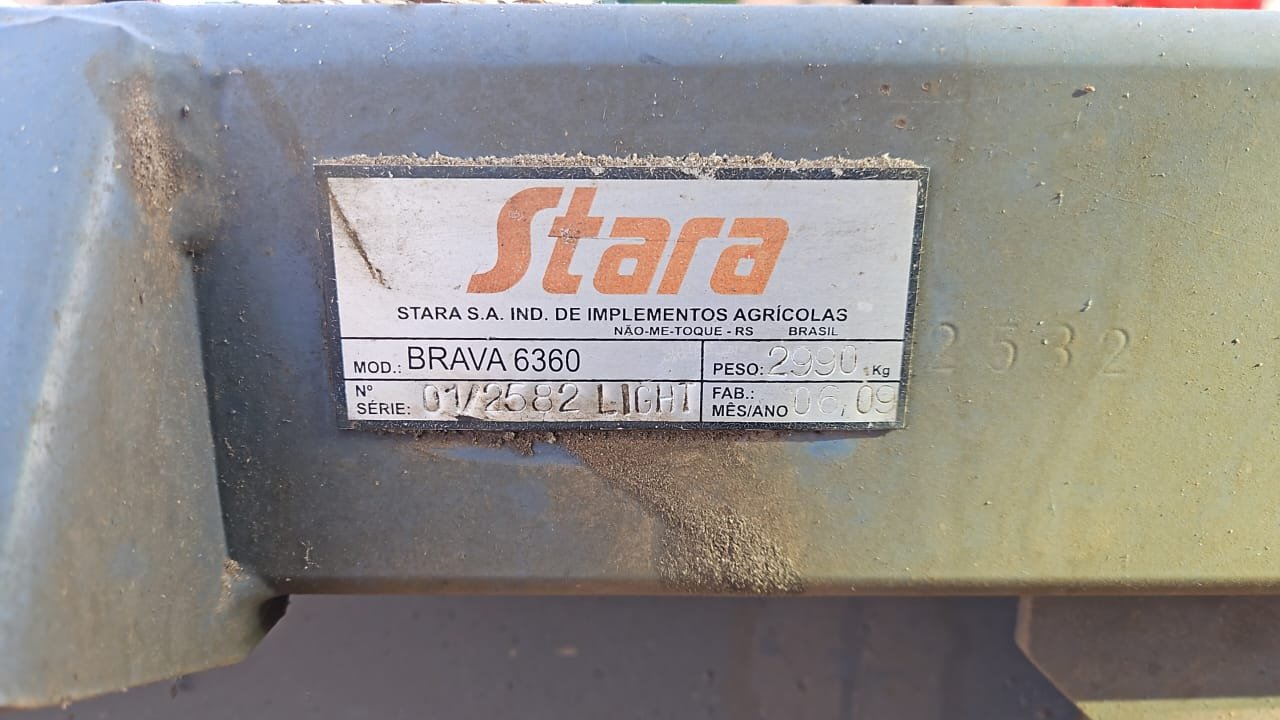 Stara
STARA S.A. IND. DE IMPLEMENTOS AGRÍCOLAS
NÃO-ME-TOQUE - RS BRASIL
MOD.: BRAVA 6360 PESO: 2990 Kg
Nº SÉRIE: 01/2582 LIGHT FAB.: MÊS/ANO 06/09
2532